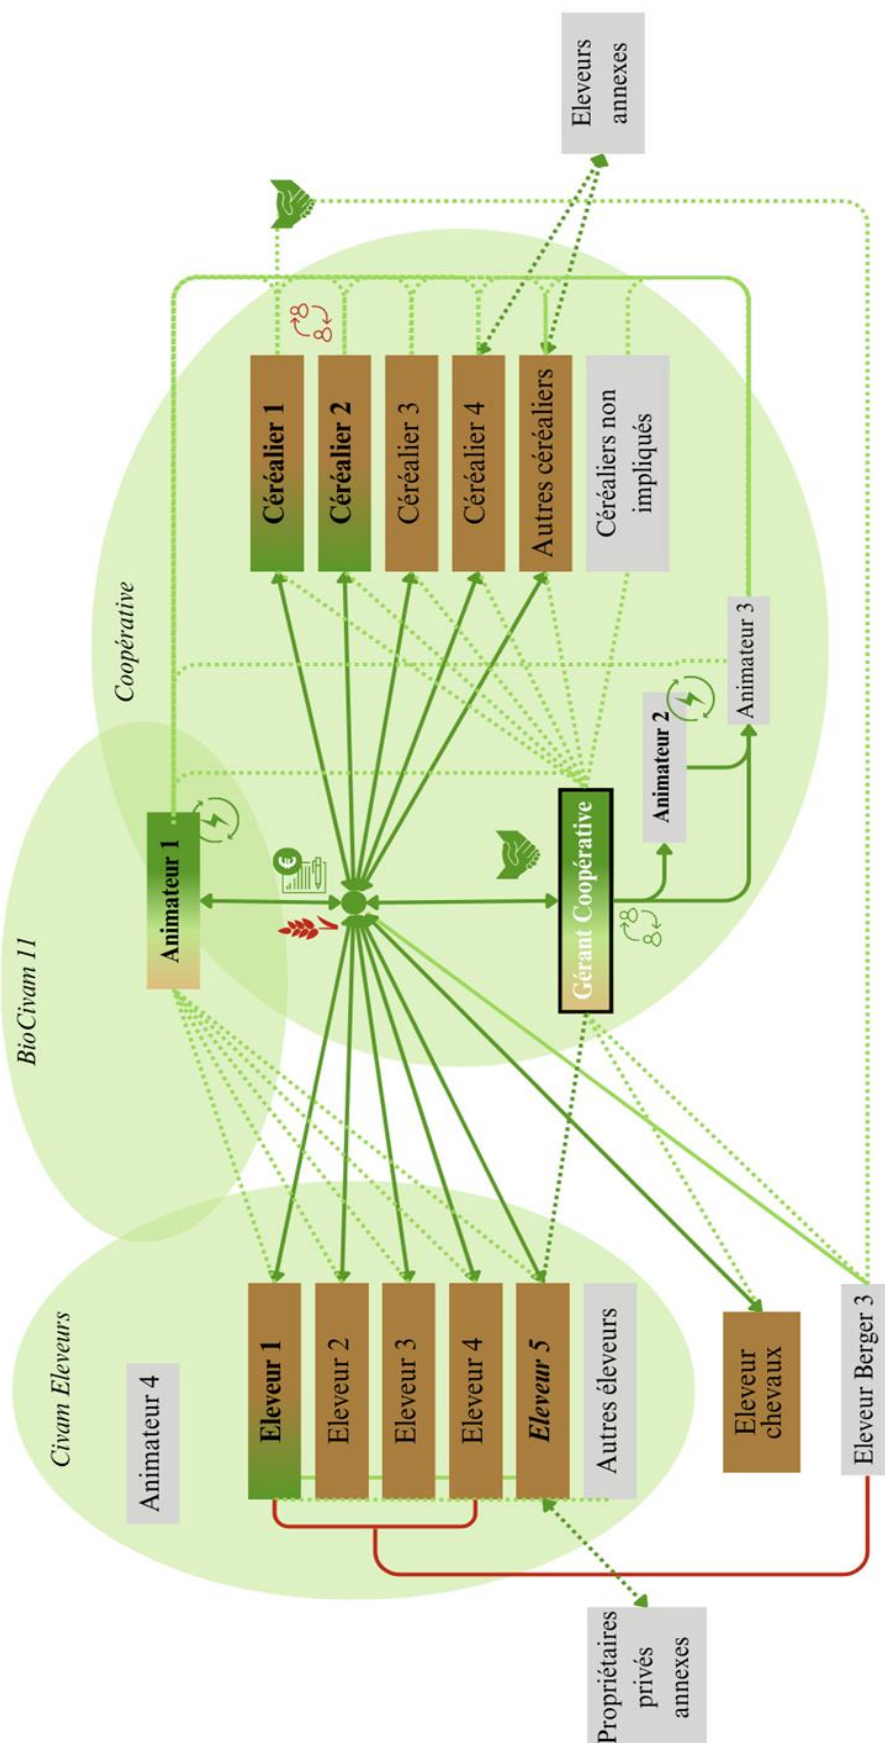 BioCivam 11
Civam Eleveurs
Coopérative
Animateur 4
Animateur 1
Eleveur 1
Eleveur 2
Eleveur 3
Eleveur 4
Eleveur 5
Autres éleveurs
Eleveur
chevaux
Eleveur Berger 3
Propriétaires
privés
annexes
€
Gérant Coopérative
Animateur 2
Animateur 3
Céréalier 1
Céréalier 2
Céréalier 3
Céréalier 4
Autres céréaliers
Céréaliers non
impliqués
Eleveurs
annexes